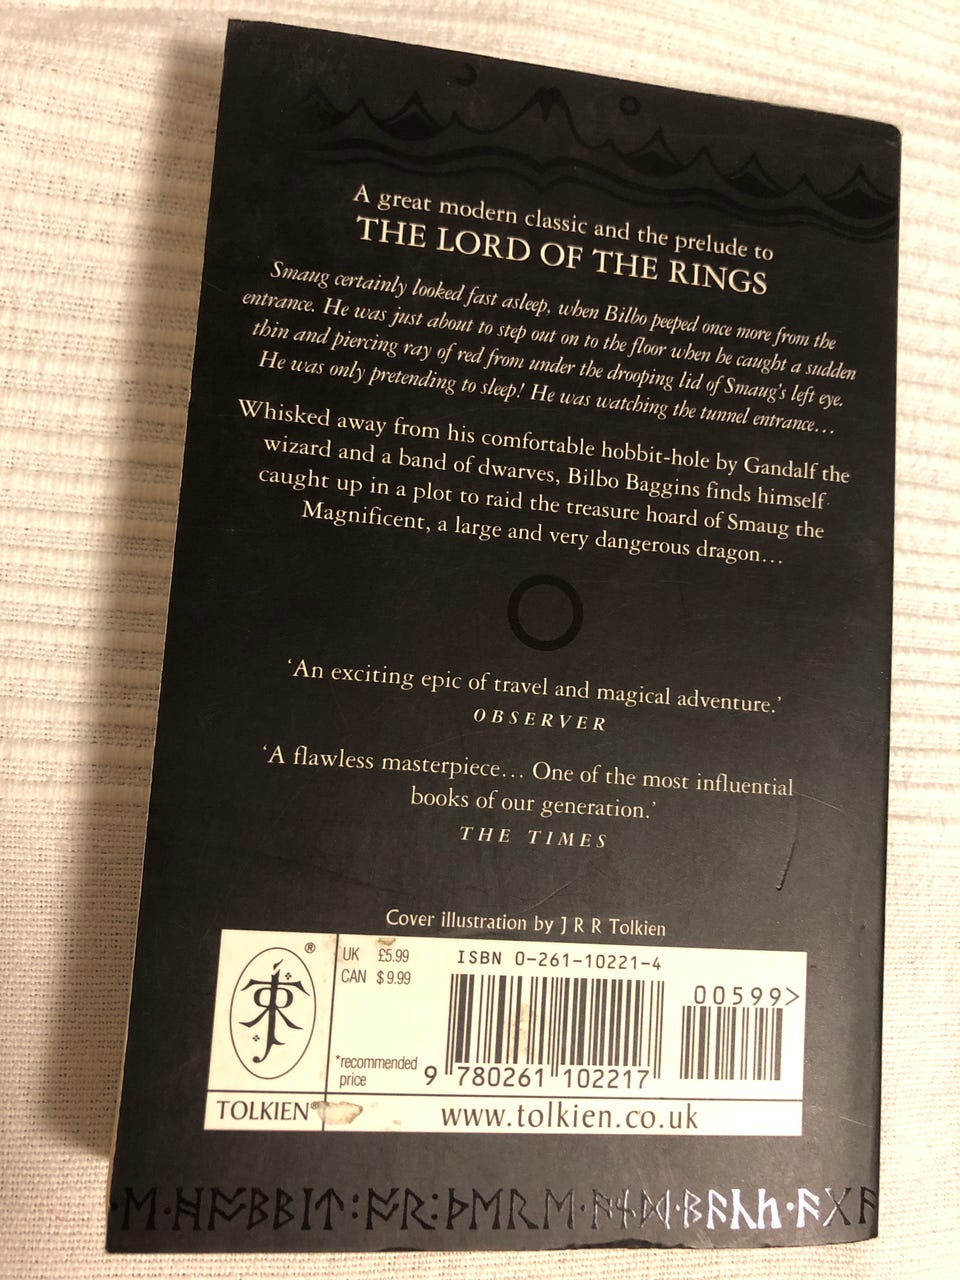 A great modern classic and the prelude to
THE LORD OF THE RINGS
Smaug certainly looked fast asleep, when Bilbo peeped once more from the
entrance. He was just about to step out on to the floor when he caught a sudden
thin and piercing ray of red from under the drooping lid of Smaug's left eye.
He was only pretending to sleep! He was watching the tunnel entrance...
Whisked away from his comfortable hobbit-hole by Gandalf the
wizard and a band of dwarves, Bilbo Baggins finds himself
caught up in a plot to raid the treasure hoard of Smaug the
Magnificent, a large and very dangerous dragon...
‘An exciting epic of travel and magical adventure.’
OBSERVER
‘A flawless masterpiece... One of the most influential
books of our generation.’
THE TIMES
Cover illustration by J R R Tolkien
®
UK £5.99
CAN $9.99
*recommended
price
TOLKIEN®
ISBN 0-261-10221-4
00599>
9 780261 102217
www.tolkien.co.uk
ᛖ·ᚻᚩᛒᛒᛁᛏ:ᚩᚱ:ᚦᛖᚱᛖ·ᚪᚾᛞ·ᛒᚪᚳᚻ·ᚪᚷᚪ